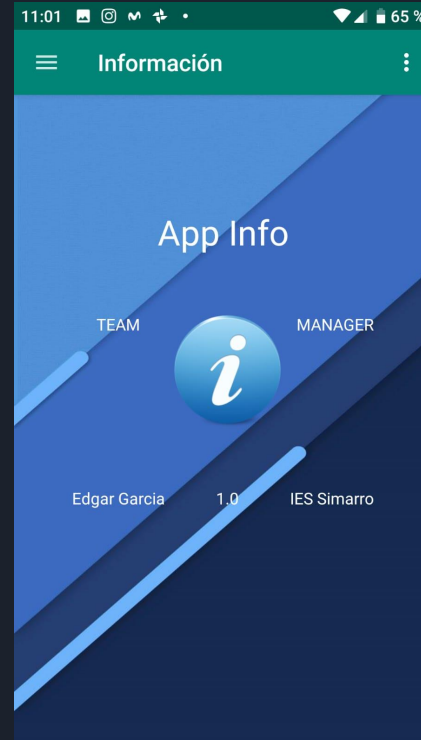 11:01 65 %
Información
App Info
TEAM MANAGER
i
Edgar Garcia 1.0 IES Simarro